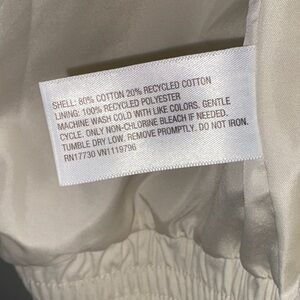 SHELL: 80% COTTON 20% RECYCLED COTTON
LINING: 100% RECYCLED POLYESTER
MACHINE WASH COLD WITH LIKE COLORS. GENTLE
CYCLE. ONLY NON-CHLORINE BLEACH IF NEEDED.
TUMBLE DRY LOW. REMOVE PROMPTLY. DO NOT IRON.
RN17730 VN1119796